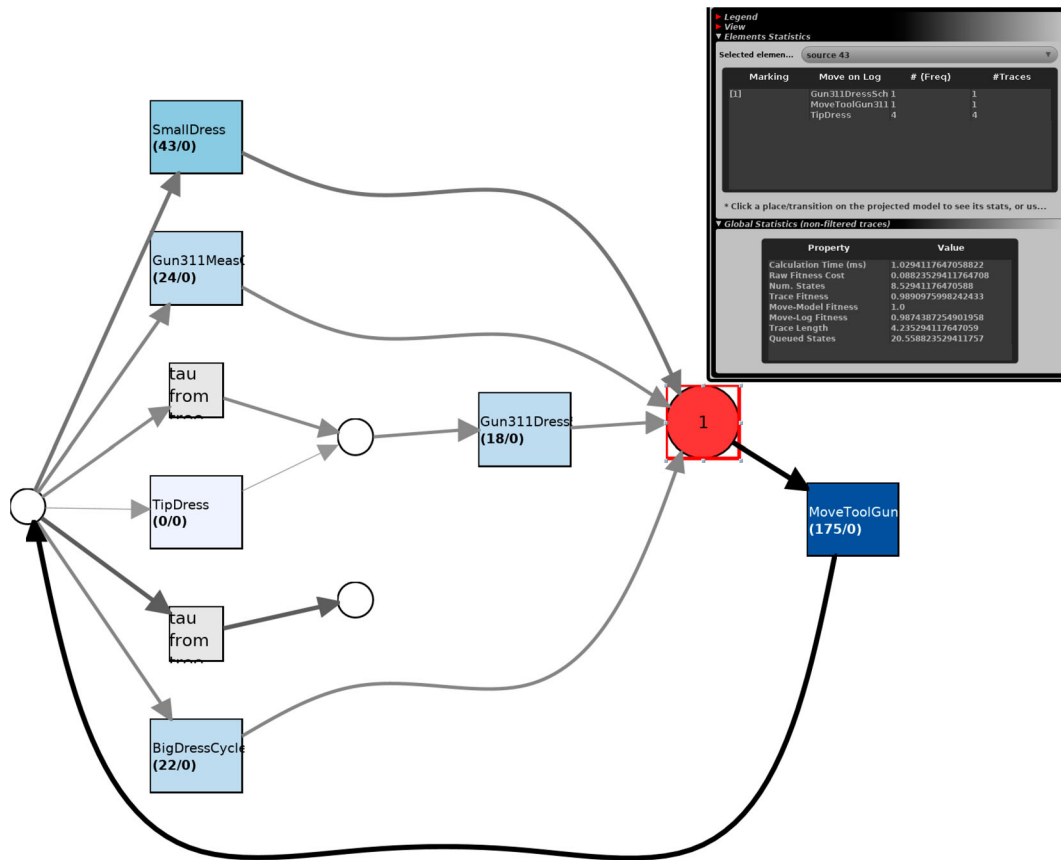 Legend
View
Elements Statistics
Selected elemen... source 43
Marking Move on Log # (Freq) #Traces
[1] Gun311DressSch 1 1
MoveToolGun311 1 1
TipDress 4 4
* Click a place/transition on the projected model to see its stats, or us...
Global Statistics (non-filtered traces)
Property Value
Calculation Time (ms) 1.0294117647058822
Raw Fitness Cost 0.08823529411764708
Num. States 8.52941176470588
Trace Fitness 0.9890975998242433
Move-Model Fitness 1.0
Move-Log Fitness 0.9874387254901958
Trace Length 4.235294117647059
Queued States 20.558823529411757
SmallDress
(43/0)
Gun311Meas
(24/0)
tau
from
Gun311Dress
(18/0)
1
TipDress
(0/0)
MoveToolGun
(175/0)
tau
from
BigDressCycle
(22/0)